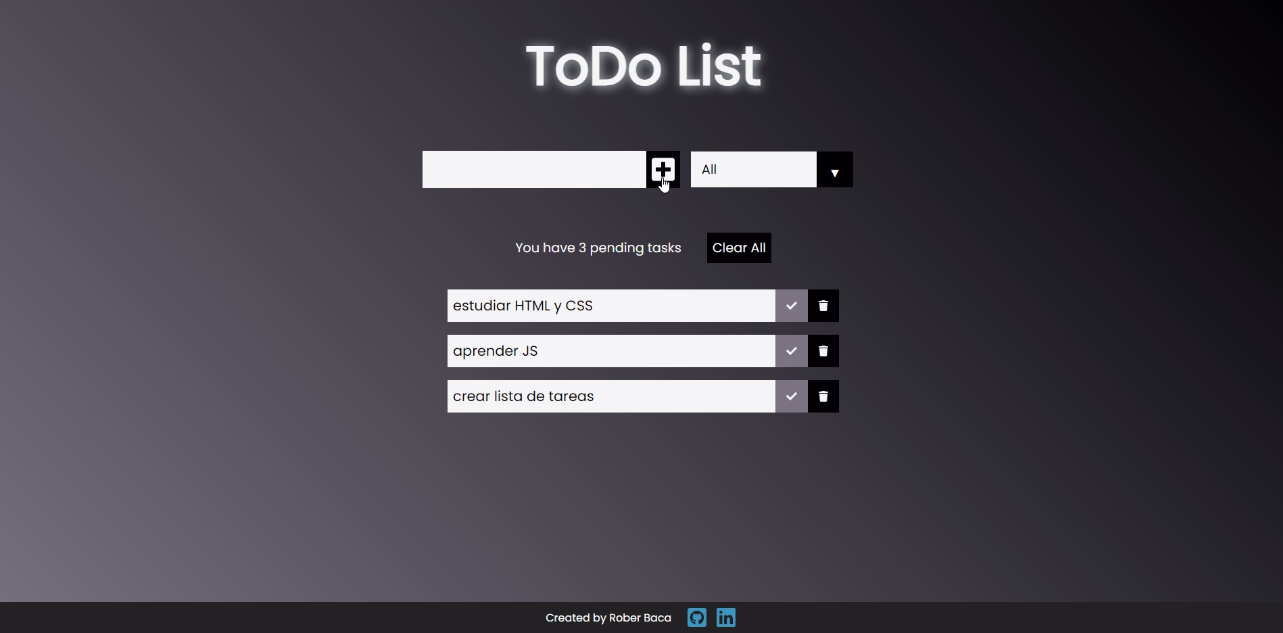 ToDo List
All
You have 3 pending tasks Clear All
estudiar HTML y CSS
aprender JS
crear lista de tareas
Created by Rober Baca in